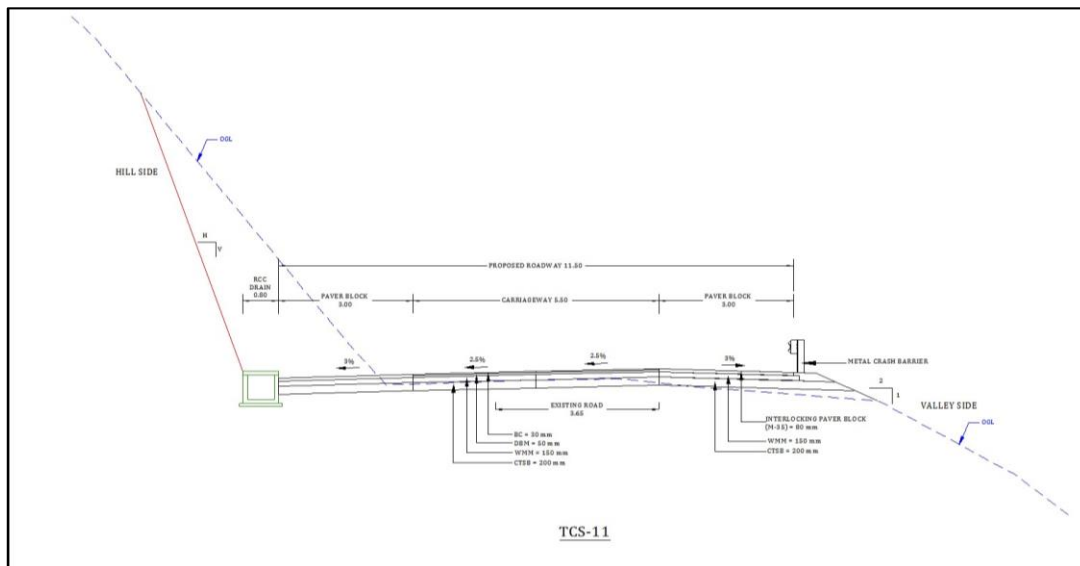 OGL
HILL SIDE
H
V
PROPOSED ROADWAY 11.50
RCC
DRAIN
0.80
PAVER BLOCK
3.00
CARRIAGEWAY 5.50
PAVER BLOCK
3.00
3%
2.5%
2.5%
3%
METAL CRASH BARRIER
2
1
VALLEY SIDE
EXISTING ROAD
3.65
INTERLOCKING PAVER BLOCK
(M-35) = 80 mm
OGL
BC = 30 mm
DBM = 50 mm
WMM = 150 mm
CTSB = 200 mm
WMM = 150 mm
CTSB = 200 mm
TCS-11